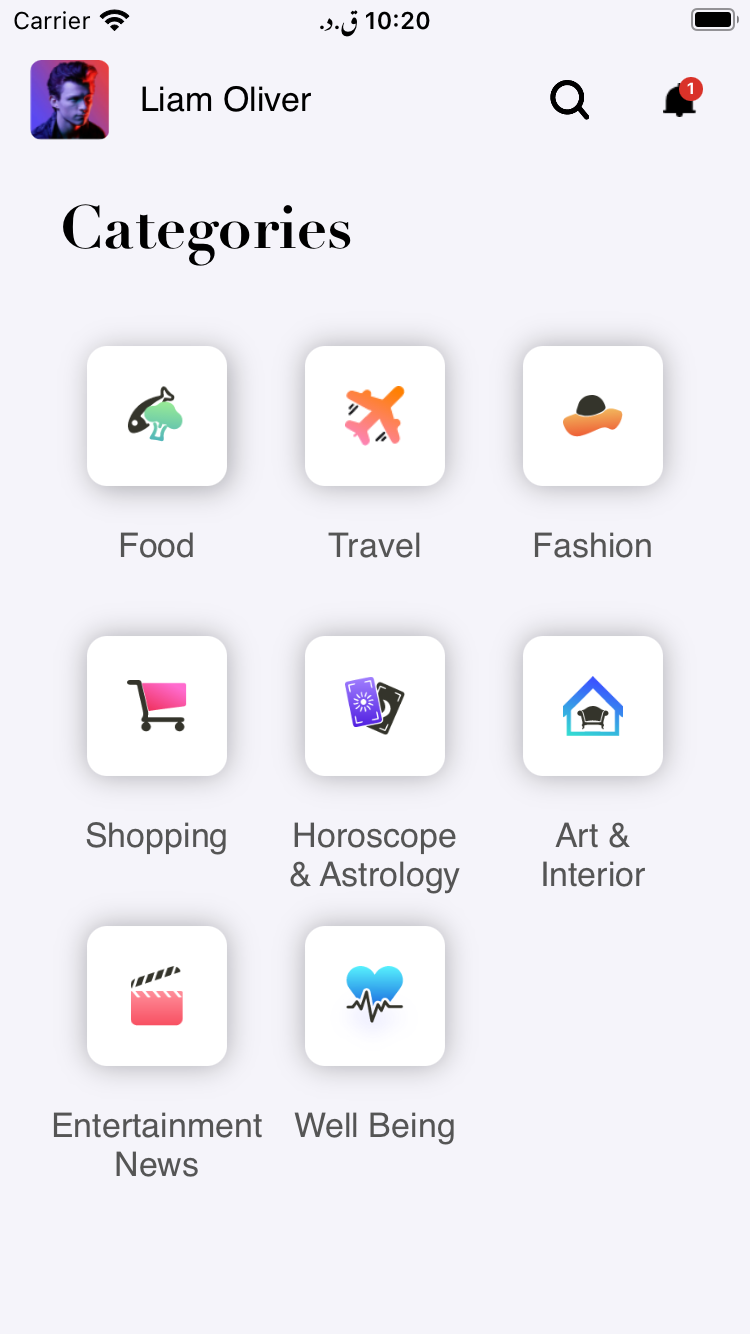 Carrier
10:20 ق.د.
Liam Oliver
1
Categories
Food
Travel
Fashion
Shopping
Horoscope
& Astrology
Art &
Interior
Entertainment
News
Well Being